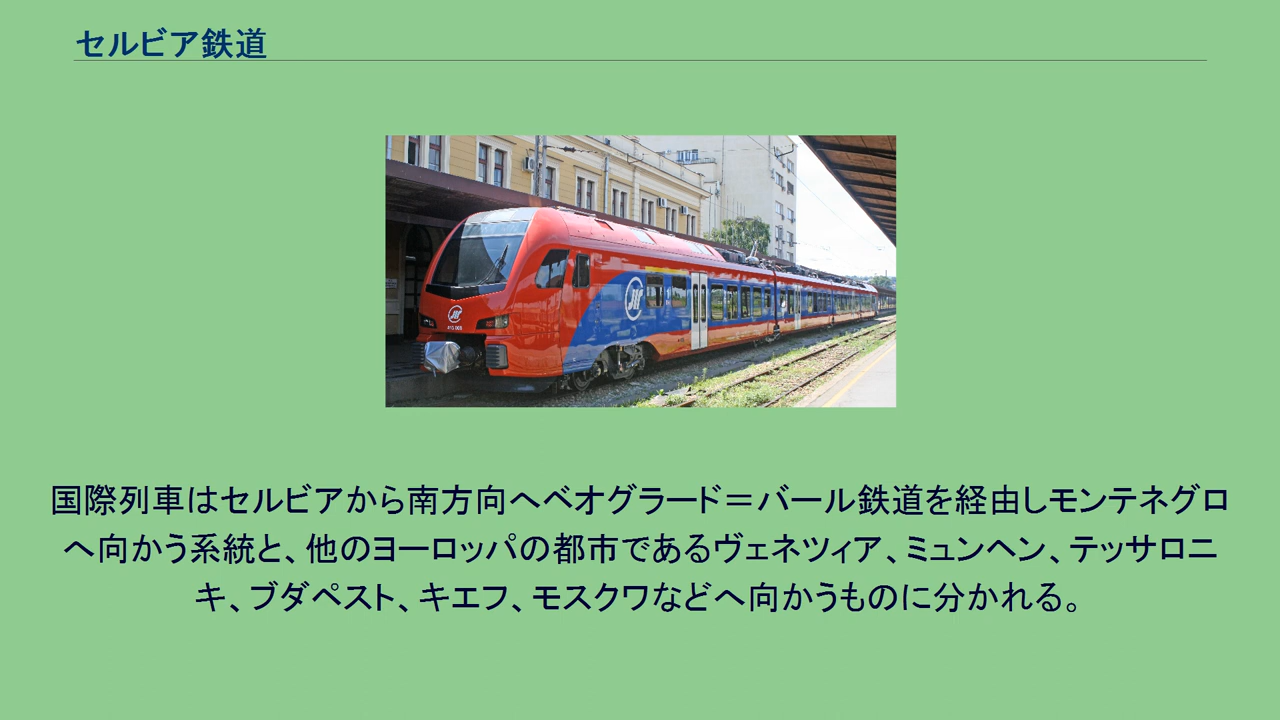 セルビア鉄道
国際列車はセルビアから南方向へベオグラード＝バール鉄道を経由しモンテネグロ
へ向かう系統と、他のヨーロッパの都市であるヴェネツィア、ミュンヘン、テッサロニ
キ、ブダペスト、キエフ、モスクワなどへ向かうものに分かれる。